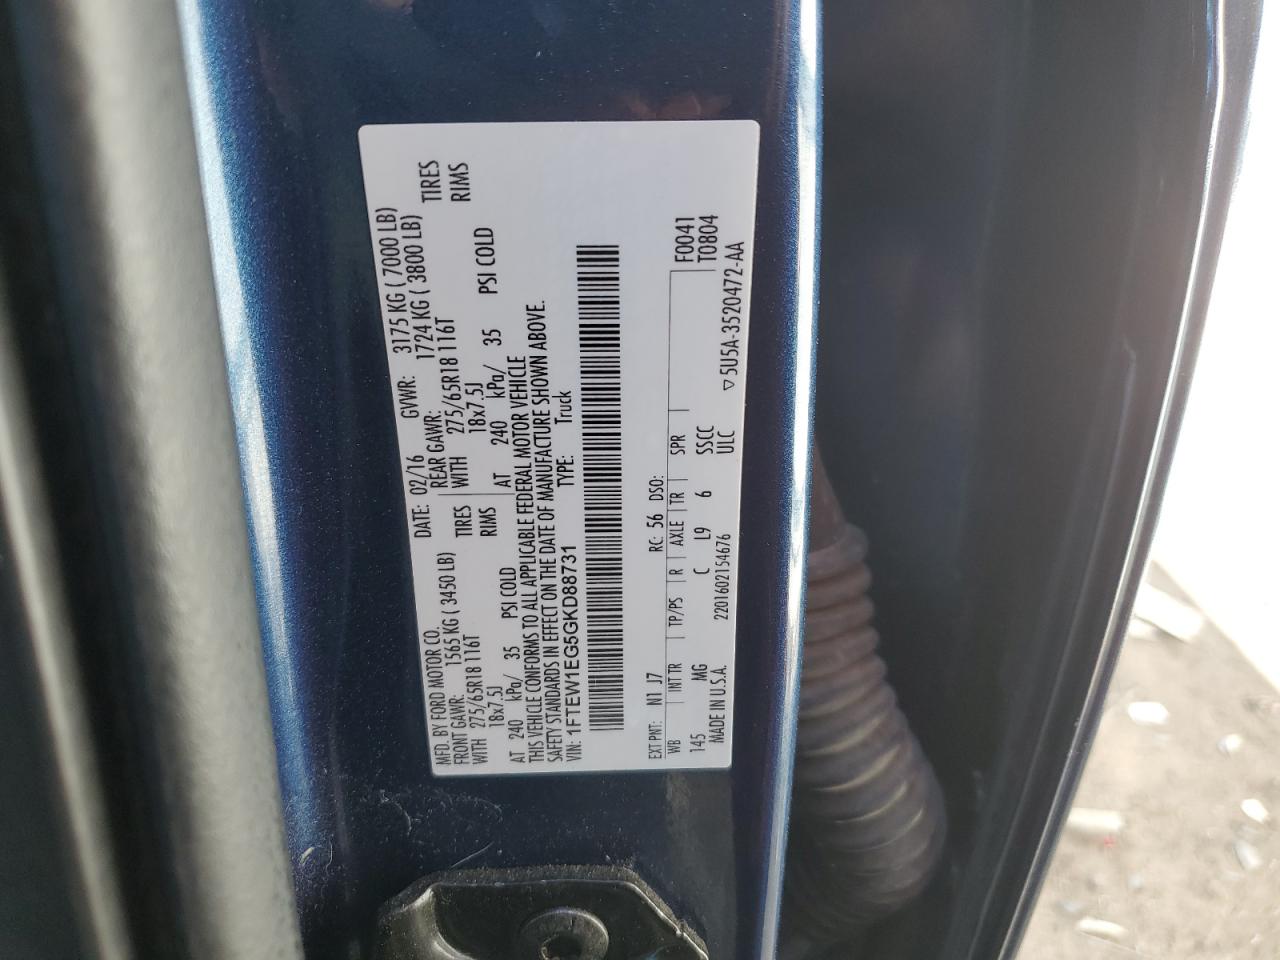 MFD. BY FORD MOTOR CO.
DATE: 02/16 GVWR: 3175 KG ( 7000 LB)
FRONT GAWR: 1565 KG ( 3450 LB) REAR GAWR: 1724 KG ( 3800 LB)
WITH 275/65R18 116T TIRES WITH 275/65R18 116T TIRES
18x7.5J RIMS 18x7.5J RIMS
AT 240 kPa/ 35 PSI COLD AT 240 kPa/ 35 PSI COLD
THIS VEHICLE CONFORMS TO ALL APPLICABLE FEDERAL MOTOR VEHICLE
SAFETY STANDARDS IN EFFECT ON THE DATE OF MANUFACTURE SHOWN ABOVE.
VIN: 1FTEW1EG5GKD88731 TYPE: Truck
EXT PNT: N1 J7 RC: 56 DSO: F0041
WB INT TR TP/PS R AXLE TR SPR T0804
145 MG C L9 6 SSCC
MADE IN U.S.A. 2201602154676 ULC ▽5U5A-3520472-AA